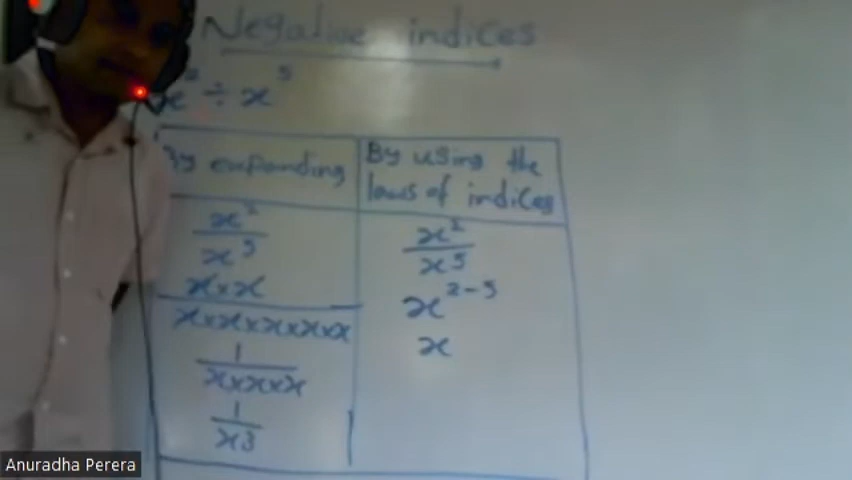 Negative indices
x² ÷ x⁵
By expanding
By using the
laws of indices
x²
x⁵
x×x
x×x×x×x×x
1
x×x×x
1
x3
x²
x⁵
x²⁻⁵
x
Anuradha Perera